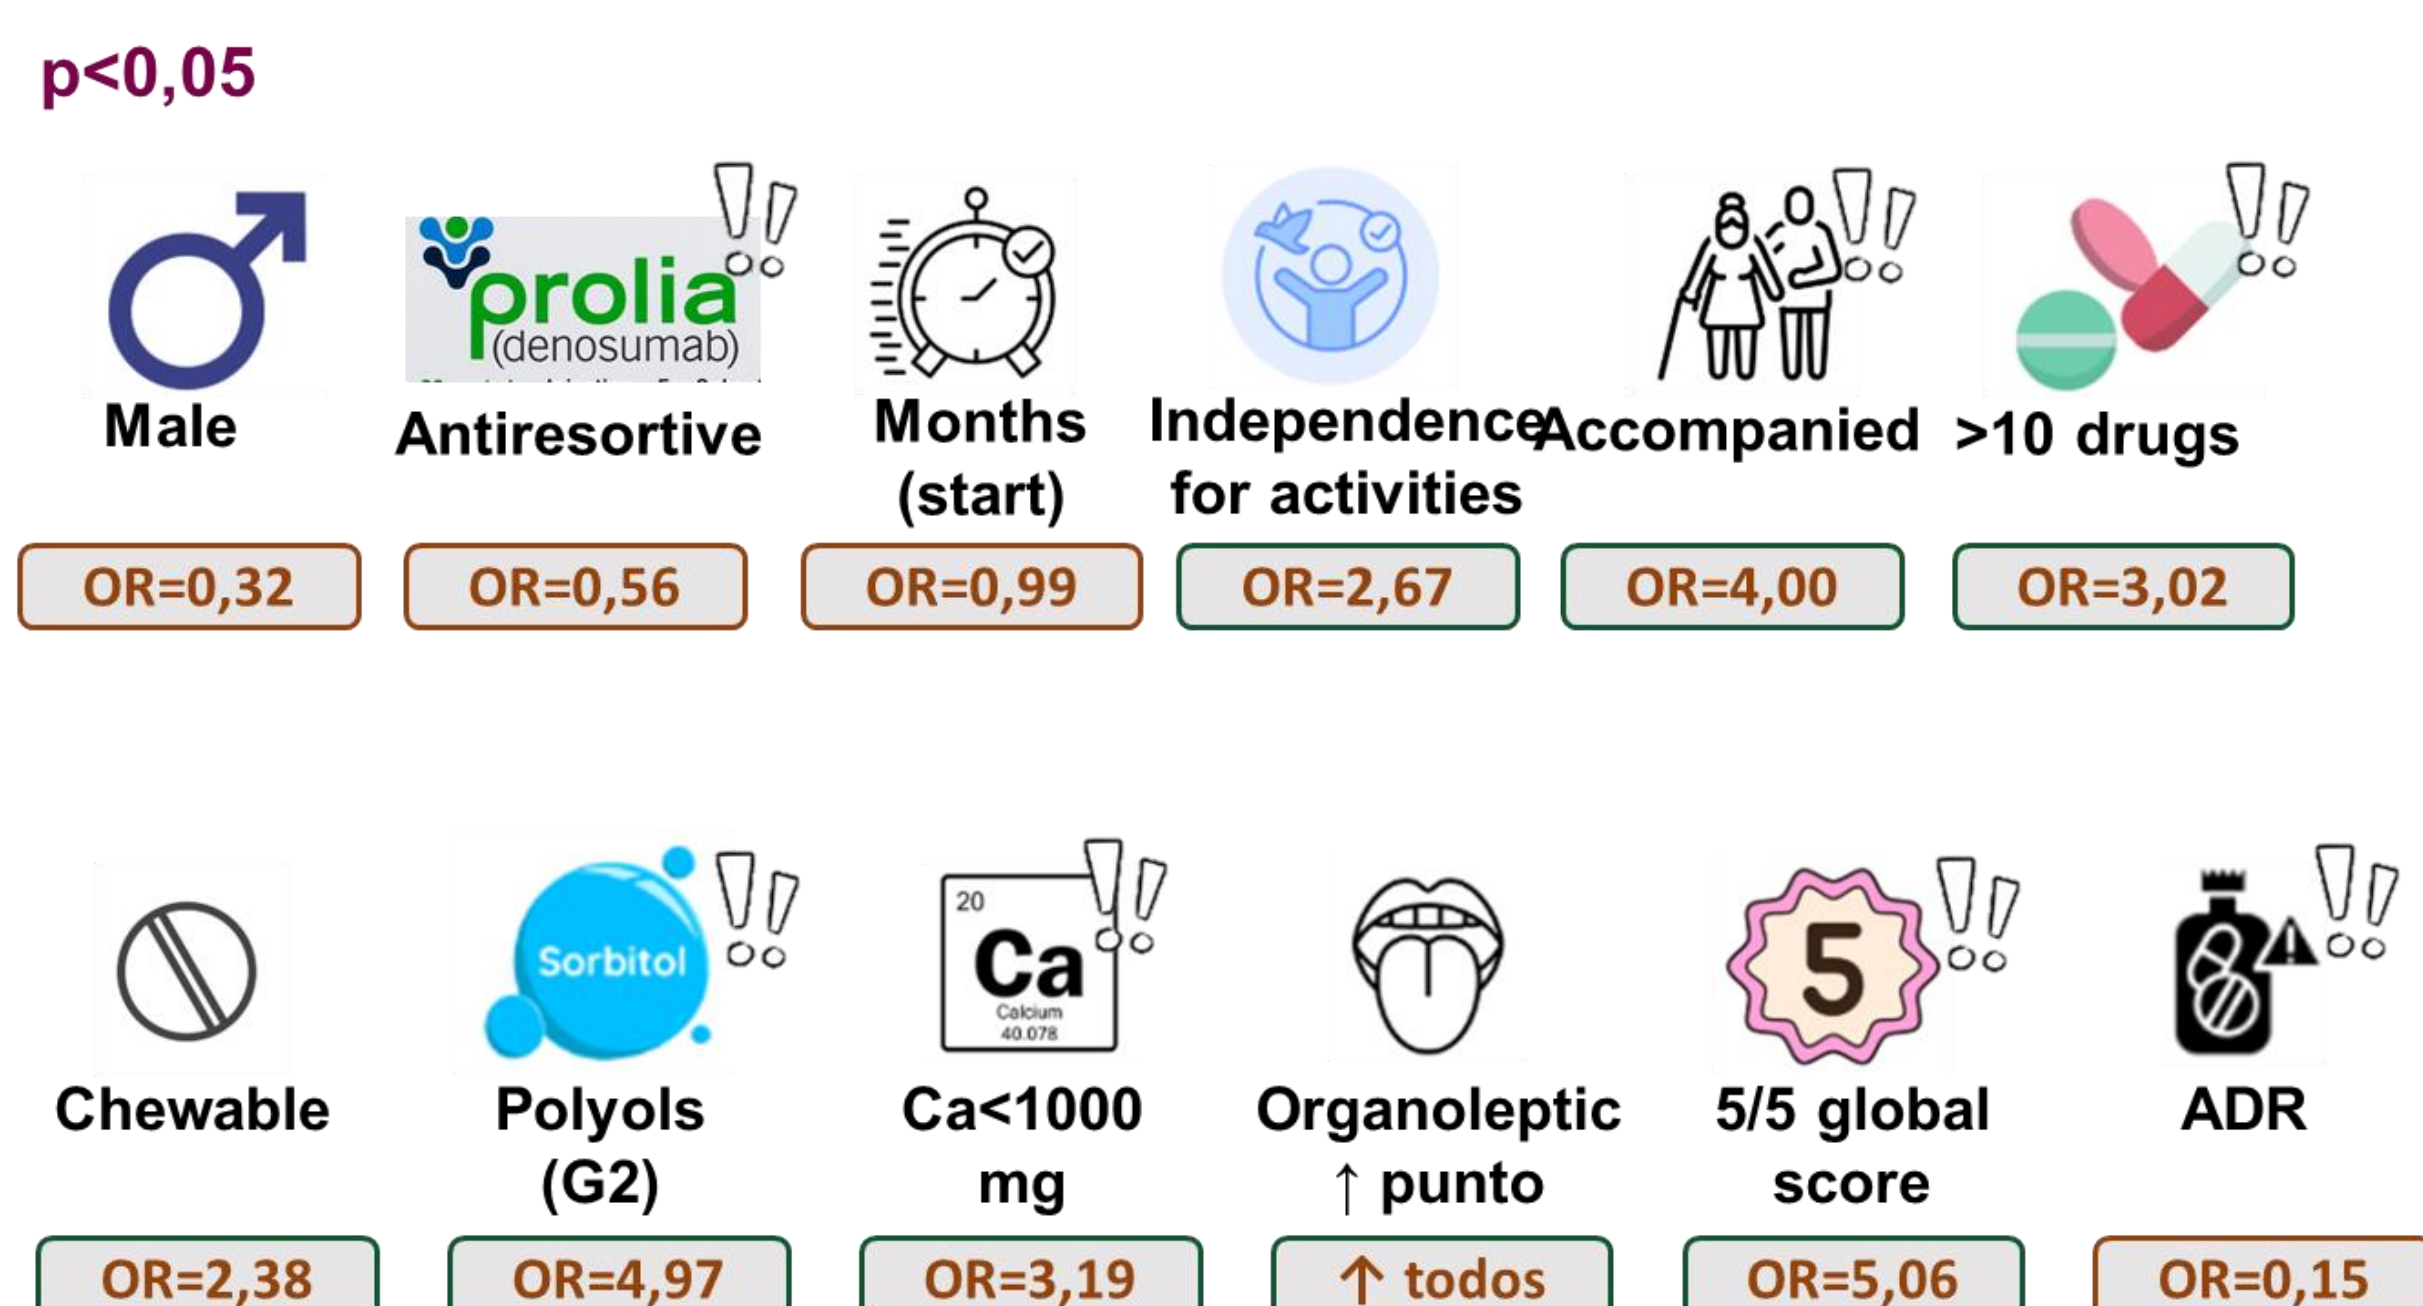 p<0,05
prolia
(denosumab)
Male
Antiresortive
Months
(start)
Independence
for activities
Accompanied
>10 drugs
OR=0,32
OR=0,56
OR=0,99
OR=2,67
OR=4,00
OR=3,02
Sorbitol
20
Ca
Calcium
40.078
5
Chewable
Polyols
(G2)
Ca<1000
mg
Organoleptic
↑ punto
5/5 global
score
ADR
OR=2,38
OR=4,97
OR=3,19
↑ todos
OR=5,06
OR=0,15